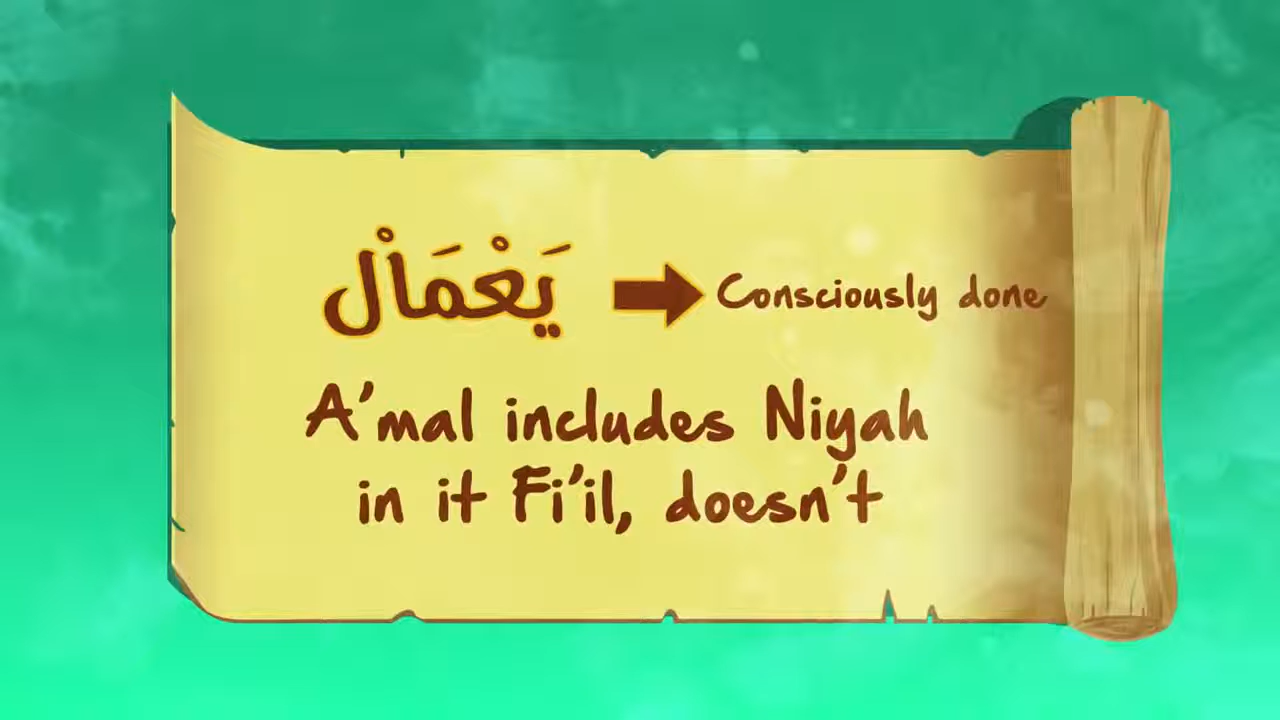 يَعْمَاْل ➡ Consciously done
A'mal includes Niyah
in it Fi'il, doesn't